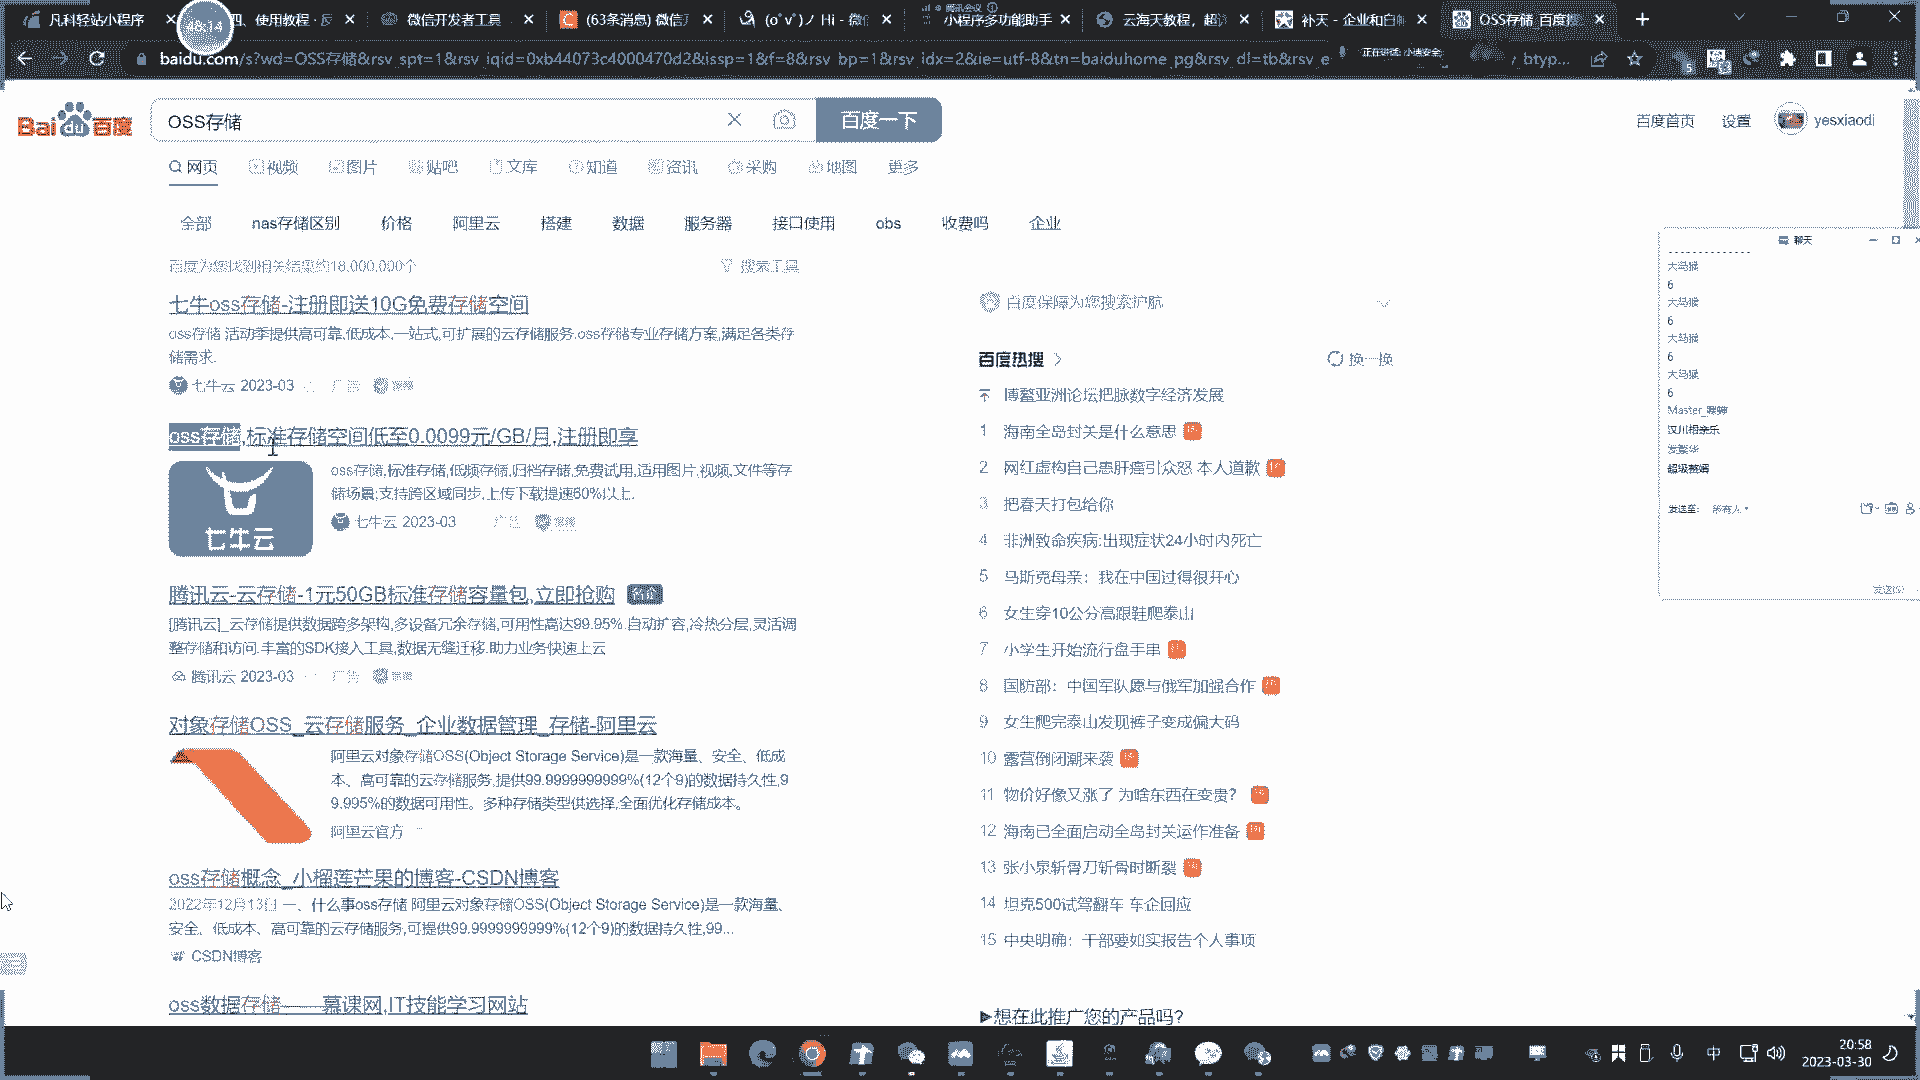 凡科轻站小程序
四、使用教程 - 反
微信开发者工具
(63条消息) 微信开
(oˇvˇ)ノ Hi - 微信
小程序多功能助手
云海天教程，超
补天 - 企业和白帽
OSS存储_百度搜
48:14
腾讯会议
baidu.com/s?wd=OSS存储&rsv_spt=1&rsv_iqid=0xb44073c4000470d2&issp=1&f=8&rsv_bp=1&rsv_idx=2&ie=utf-8&tn=baiduhome_pg&rsv_dl=tb&rsv_e
btyp...
Bai du 百度
OSS存储
百度一下
百度首页
设置
yesxiaodi
网页
视频
图片
贴吧
文库
知道
资讯
采购
地图
更多
全部
nas存储区别
价格
阿里云
搭建
数据
服务器
接口使用
obs
收费吗
企业
百度为您找到相关结果约18,000,000个
搜索工具
七牛oss存储-注册即送10G免费存储空间
oss存储 活动季提供高可靠,低成本,一站式,可扩展的云存储服务.oss存储专业存储方案,满足各类存
储需求.
七牛云 2023-03
广告
oss存储,标准存储空间低至0.0099元/GB/月,注册即享
oss存储,标准存储,低频存储,归档存储,免费试用,适用图片,视频,文件等存
储场景;支持跨区域同步,上传下载提速60%以上.
七牛云
七牛云 2023-03
广告
腾讯云-云存储-1元50GB标准存储容量包,立即抢购
[腾讯云]_云存储提供数据跨多架构,多设备冗余存储,可用性高达99.95%.自动扩容,冷热分层,灵活调
整存储和访问.丰富的SDK接入工具,数据无缝迁移.助力业务快速上云
腾讯云 2023-03
广告
对象存储OSS_云存储服务_企业数据管理_存储-阿里云
阿里云对象存储OSS(Object Storage Service)是一款海量、安全、低成
本、高可靠的云存储服务,提供99.9999999999%(12个9)的数据持久性,9
9.995%的数据可用性。多种存储类型供选择,全面优化存储成本。
阿里云官方
oss存储概念_小榴莲芒果的博客-CSDN博客
2022年12月13日 一、什么事oss存储 阿里云对象存储OSS(Object Storage Service)是一款海量、
安全、低成本、高可靠的云存储服务,可提供99.9999999999%(12个9)的数据持久性,99...
CSDN博客
oss数据存储——慕课网,IT技能学习网站
百度保障为您搜索护航
百度热搜
换一换
博鳌亚洲论坛把脉数字经济发展
1 海南全岛封关是什么意思
2 网红虚构自己患肝癌引众怒 本人道歉
3 把春天打包给你
4 非洲致命疾病:出现症状24小时内死亡
5 马斯克母亲：我在中国过得很开心
6 女生穿10公分高跟鞋爬泰山
7 小学生开始流行盘手串
8 国防部：中国军队愿与俄军加强合作
9 女生爬完泰山发现裤子变成偏大码
10 露营倒闭潮来袭
11 物价好像又涨了 为啥东西在变贵？
12 海南已全面启动全岛封关运作准备
13 张小泉斩骨刀斩骨时断裂
14 坦克500试驾翻车 车企回应
15 中央明确：干部要如实报告个人事项
▶想在此推广您的产品吗?
聊天
6
6
6
6
发送至:
所有人
发送(S)
中
20:58
2023-03-30